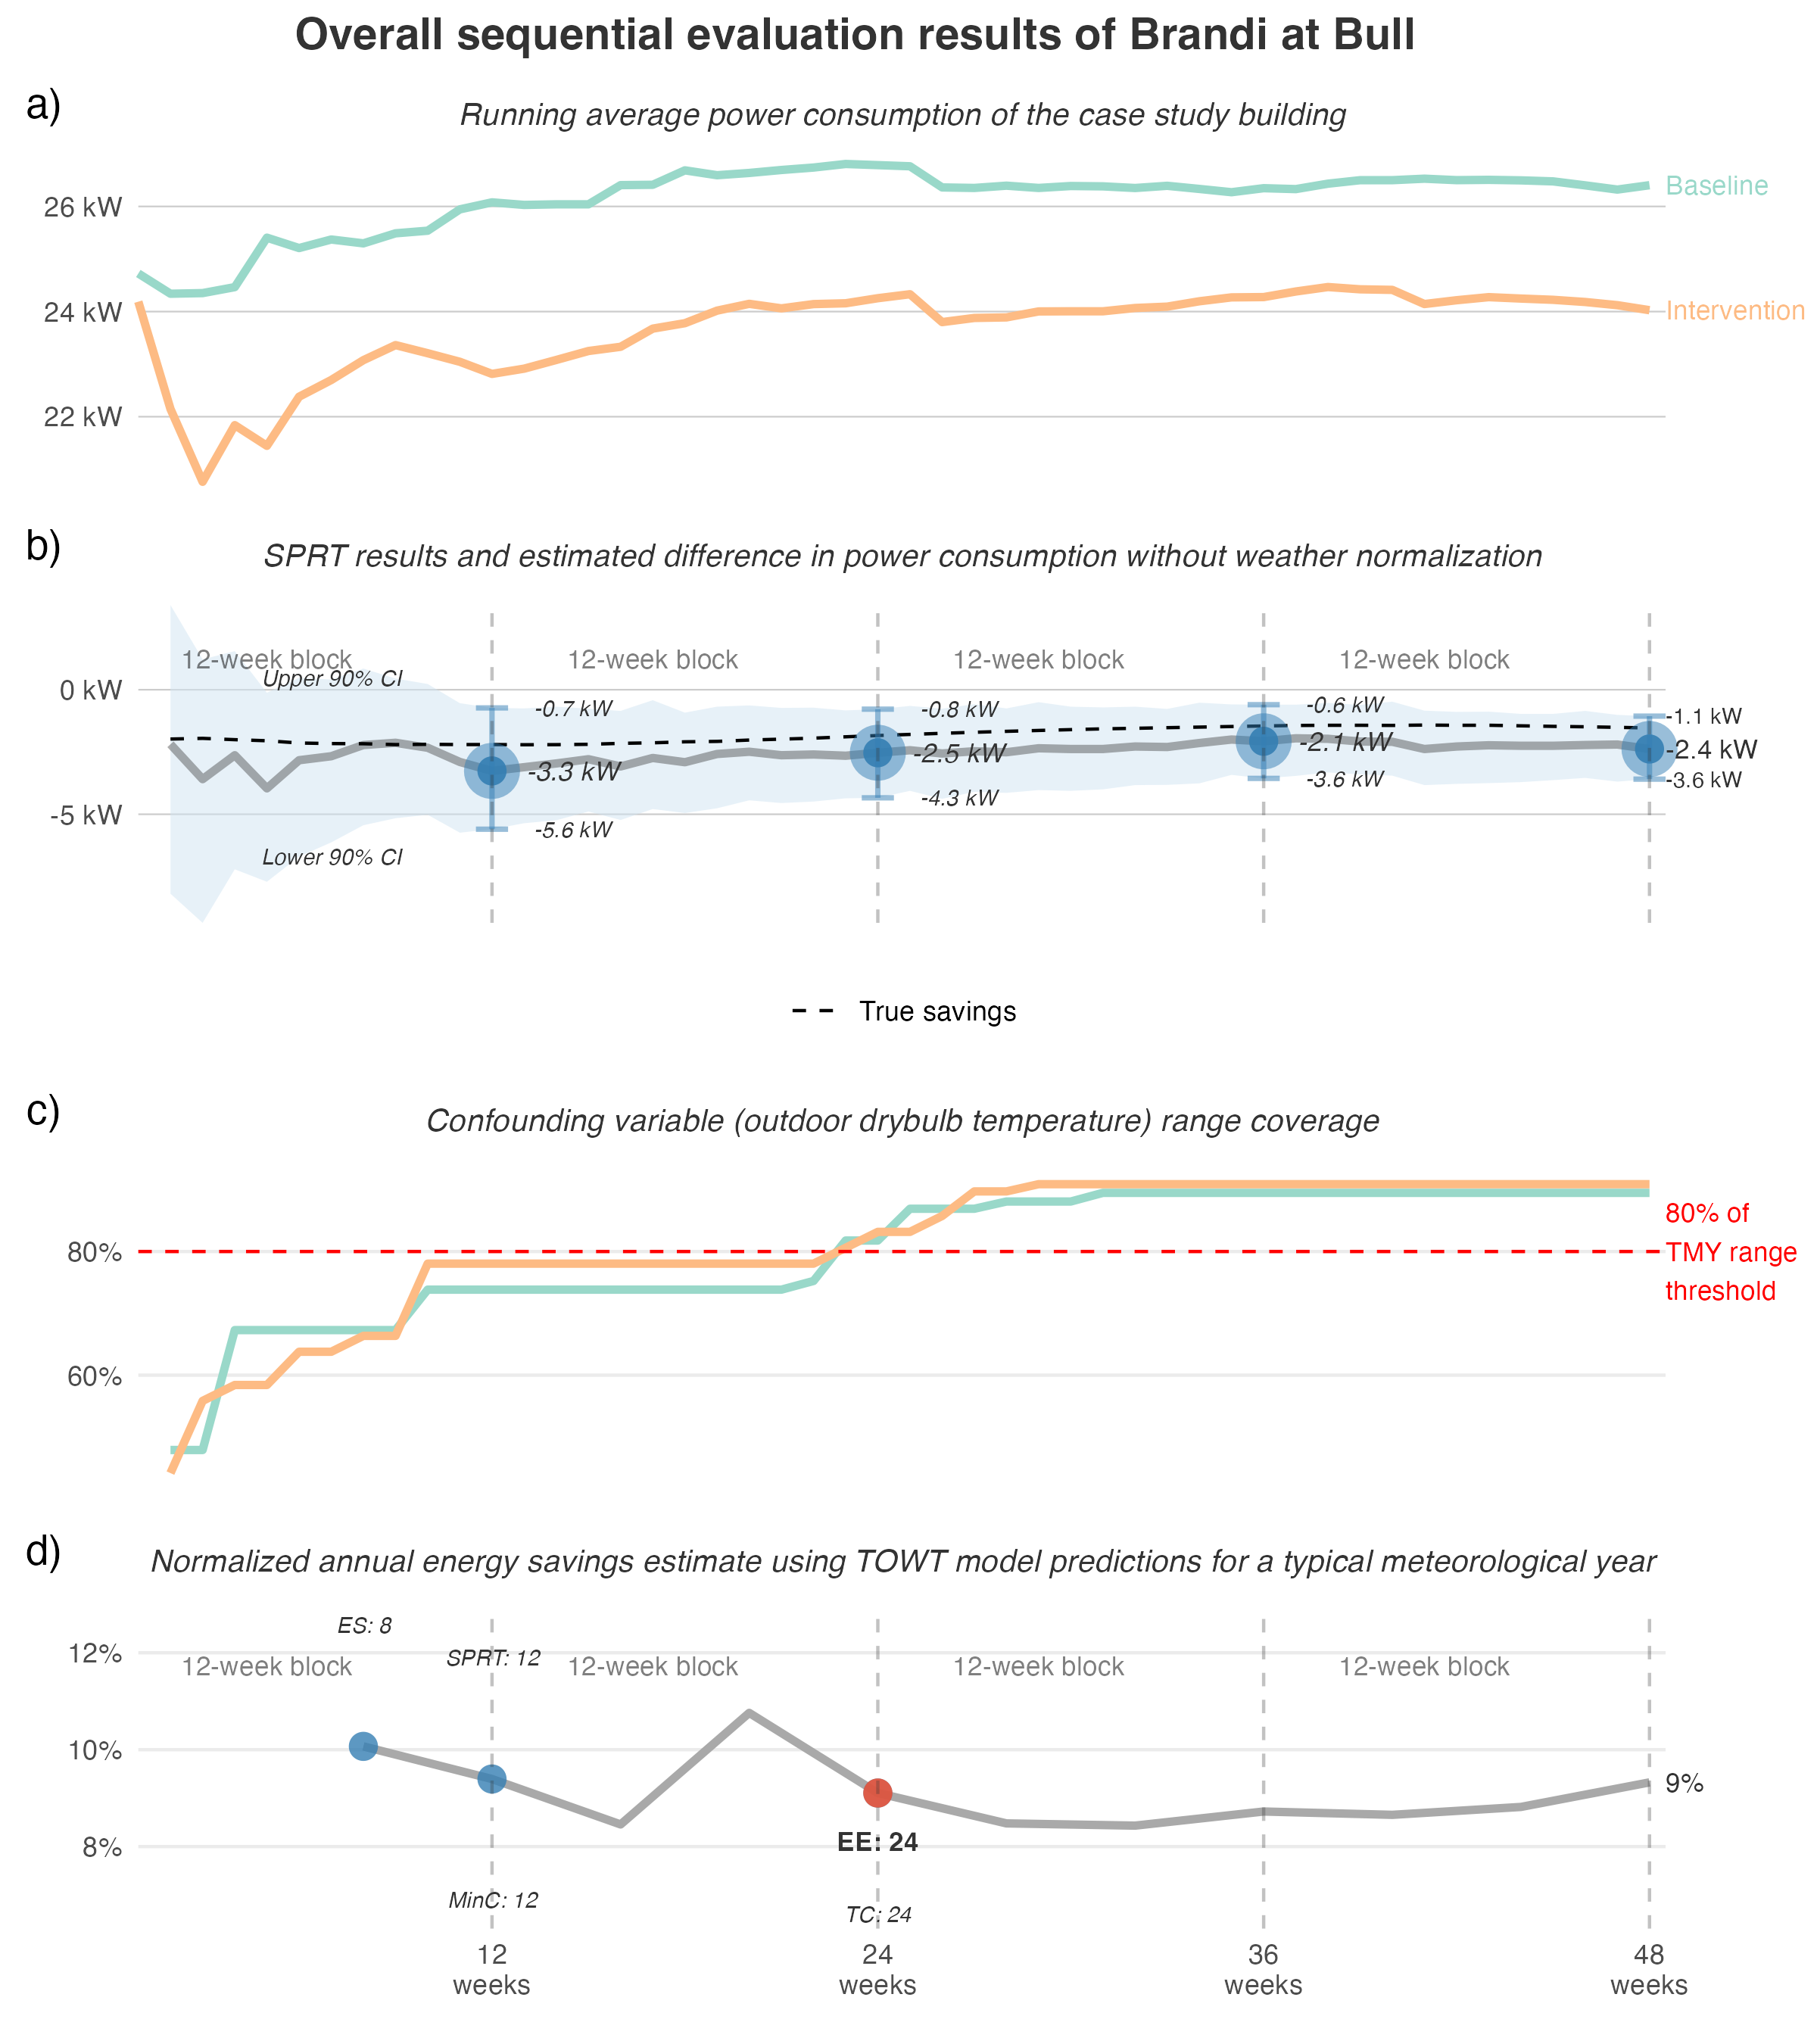 Overall sequential evaluation results of Brandi at Bull
a)
Running average power consumption of the case study building
26 kW
24 kW
22 kW
Baseline
Intervention
b)
SPRT results and estimated difference in power consumption without weather normalization
12-week block
12-week block
12-week block
12-week block
Upper 90% CI
0 kW
-5 kW
Lower 90% CI
-0.7 kW
-3.3 kW
-5.6 kW
-0.8 kW
-2.5 kW
-4.3 kW
-0.6 kW
-2.1 kW
-3.6 kW
-1.1 kW
-2.4 kW
-3.6 kW
True savings
c)
Confounding variable (outdoor drybulb temperature) range coverage
80%
60%
80% of
TMY range
threshold
d)
Normalized annual energy savings estimate using TOWT model predictions for a typical meteorological year
ES: 8
SPRT: 12
12%
12-week block
12-week block
12-week block
12-week block
10%
8%
9%
EE: 24
MinC: 12
TC: 24
12
weeks
24
weeks
36
weeks
48
weeks